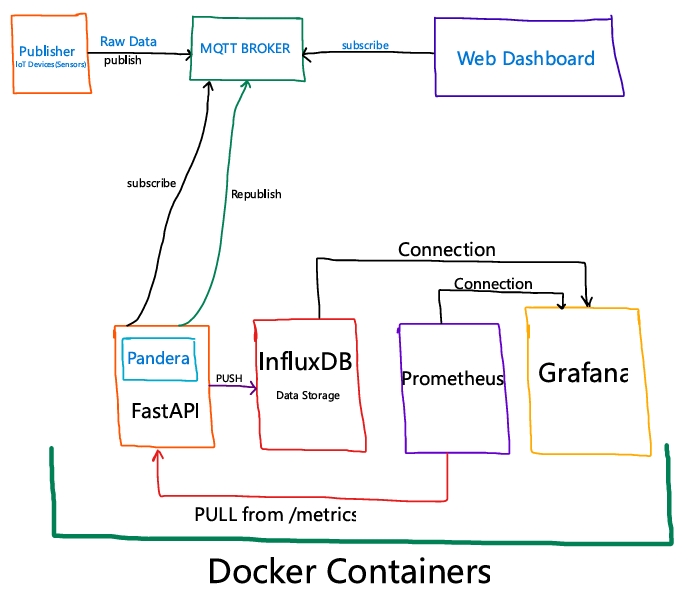 Publisher
IoT Devices(Sensors)
Raw Data
publish
MQTT BROKER
subscribe
Web Dashboard
subscribe
Republish
Connection
Connection
Pandera
FastAPI
PUSH
InfluxDB
Data Storage
Prometheus
Grafana
PULL from /metrics
Docker Containers